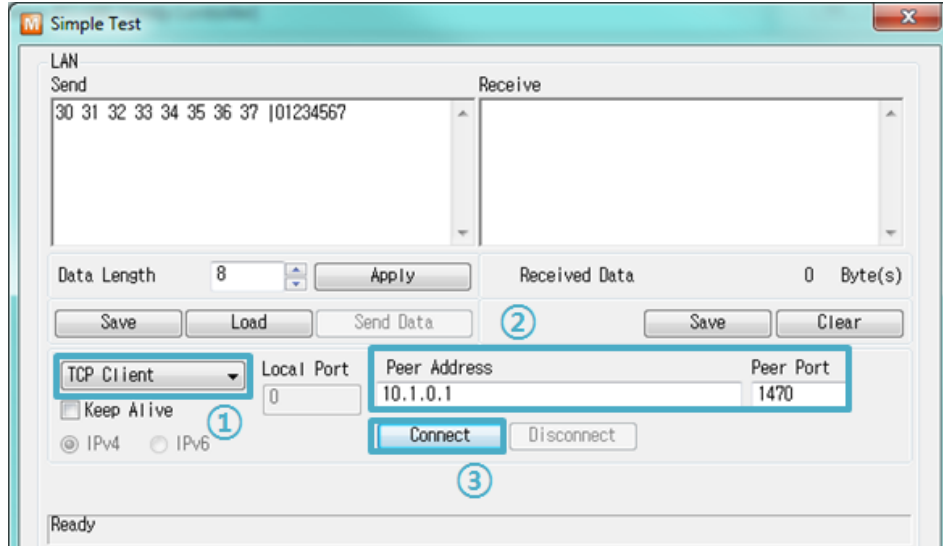 M Simple Test
LAN
Send Receive
30 31 32 33 34 35 36 37 |01234567
Data Length 8 Apply Received Data 0 Byte(s)
Save Load Send Data ② Save Clear
TCP Client Local Port Peer Address Peer Port
0 10.1.0.1 1470
Keep Alive ①
IPv4 IPv6 Connect Disconnect
③
Ready